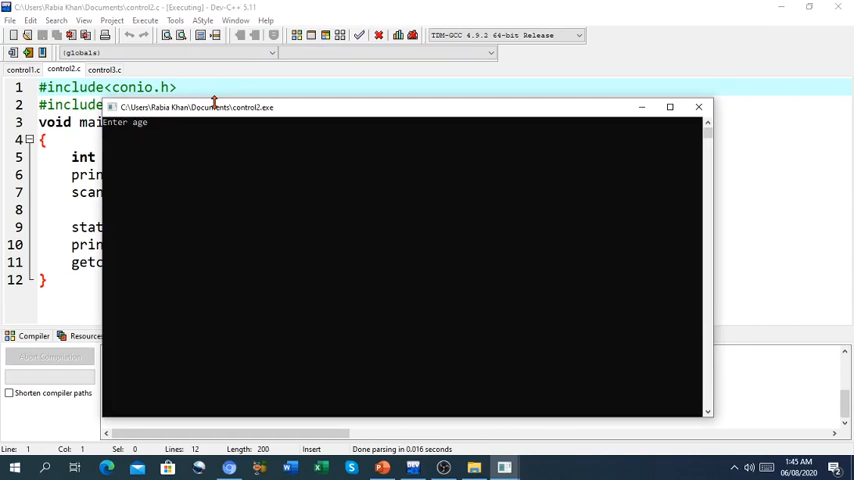 C:\Users\Rabia Khan\Documents\control2.c - [Executing] - Dev-C++ 5.11
File Edit Search View Project Execute Tools AStyle Window Help
TDM-GCC 4.9.2 64-bit Release
(globals)
control1.c control2.c control3.c
1 #include<conio.h>
2 #include
3 void mai
4 {
5 int
6 prin
7 scan
8
9 stat
10 prin
11 getc
12 }
C:\Users\Rabia Khan\Documents\control2.exe
Enter age
Compiler Resources
Abort Compilation
Shorten compiler paths
Line: 1 Col: 1 Sel: 0 Lines: 12 Length: 200 Insert Done parsing in 0.016 seconds
1:45 AM
06/08/2020